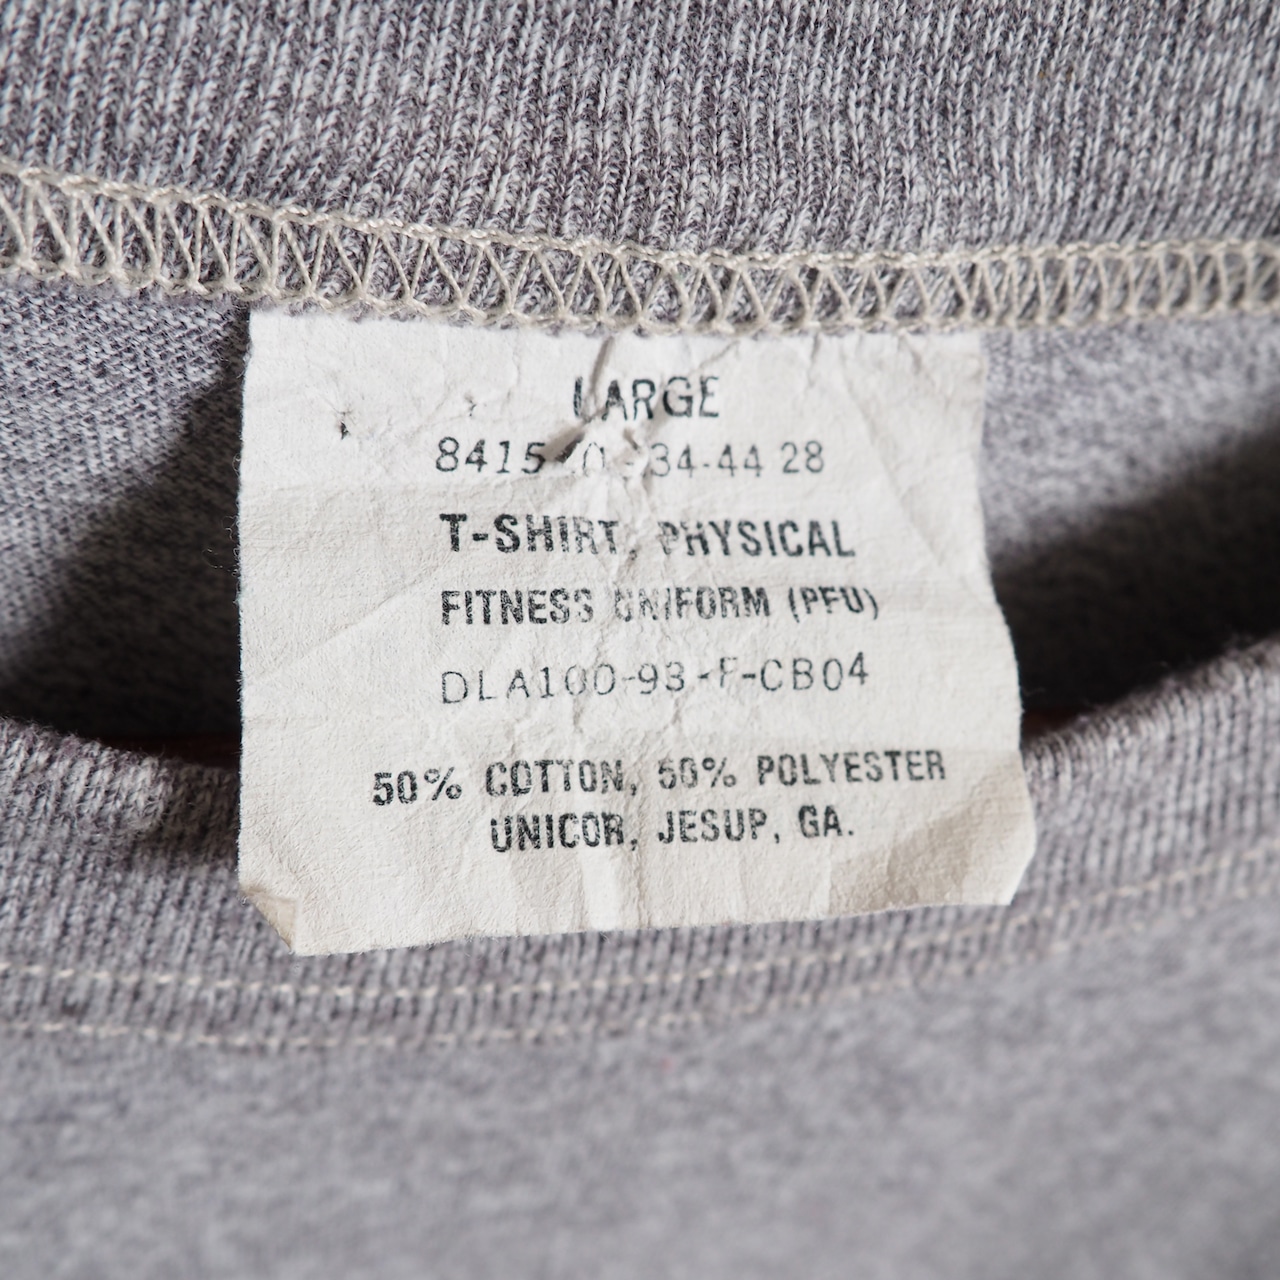 LARGE
34-44 28
T-SHIRT, PHYSICAL
FITNESS UNIFORM (PFU)
DLA100-93-F-CB04
50% COTTON, 50% POLYESTER
UNICOR, JESUP, GA.